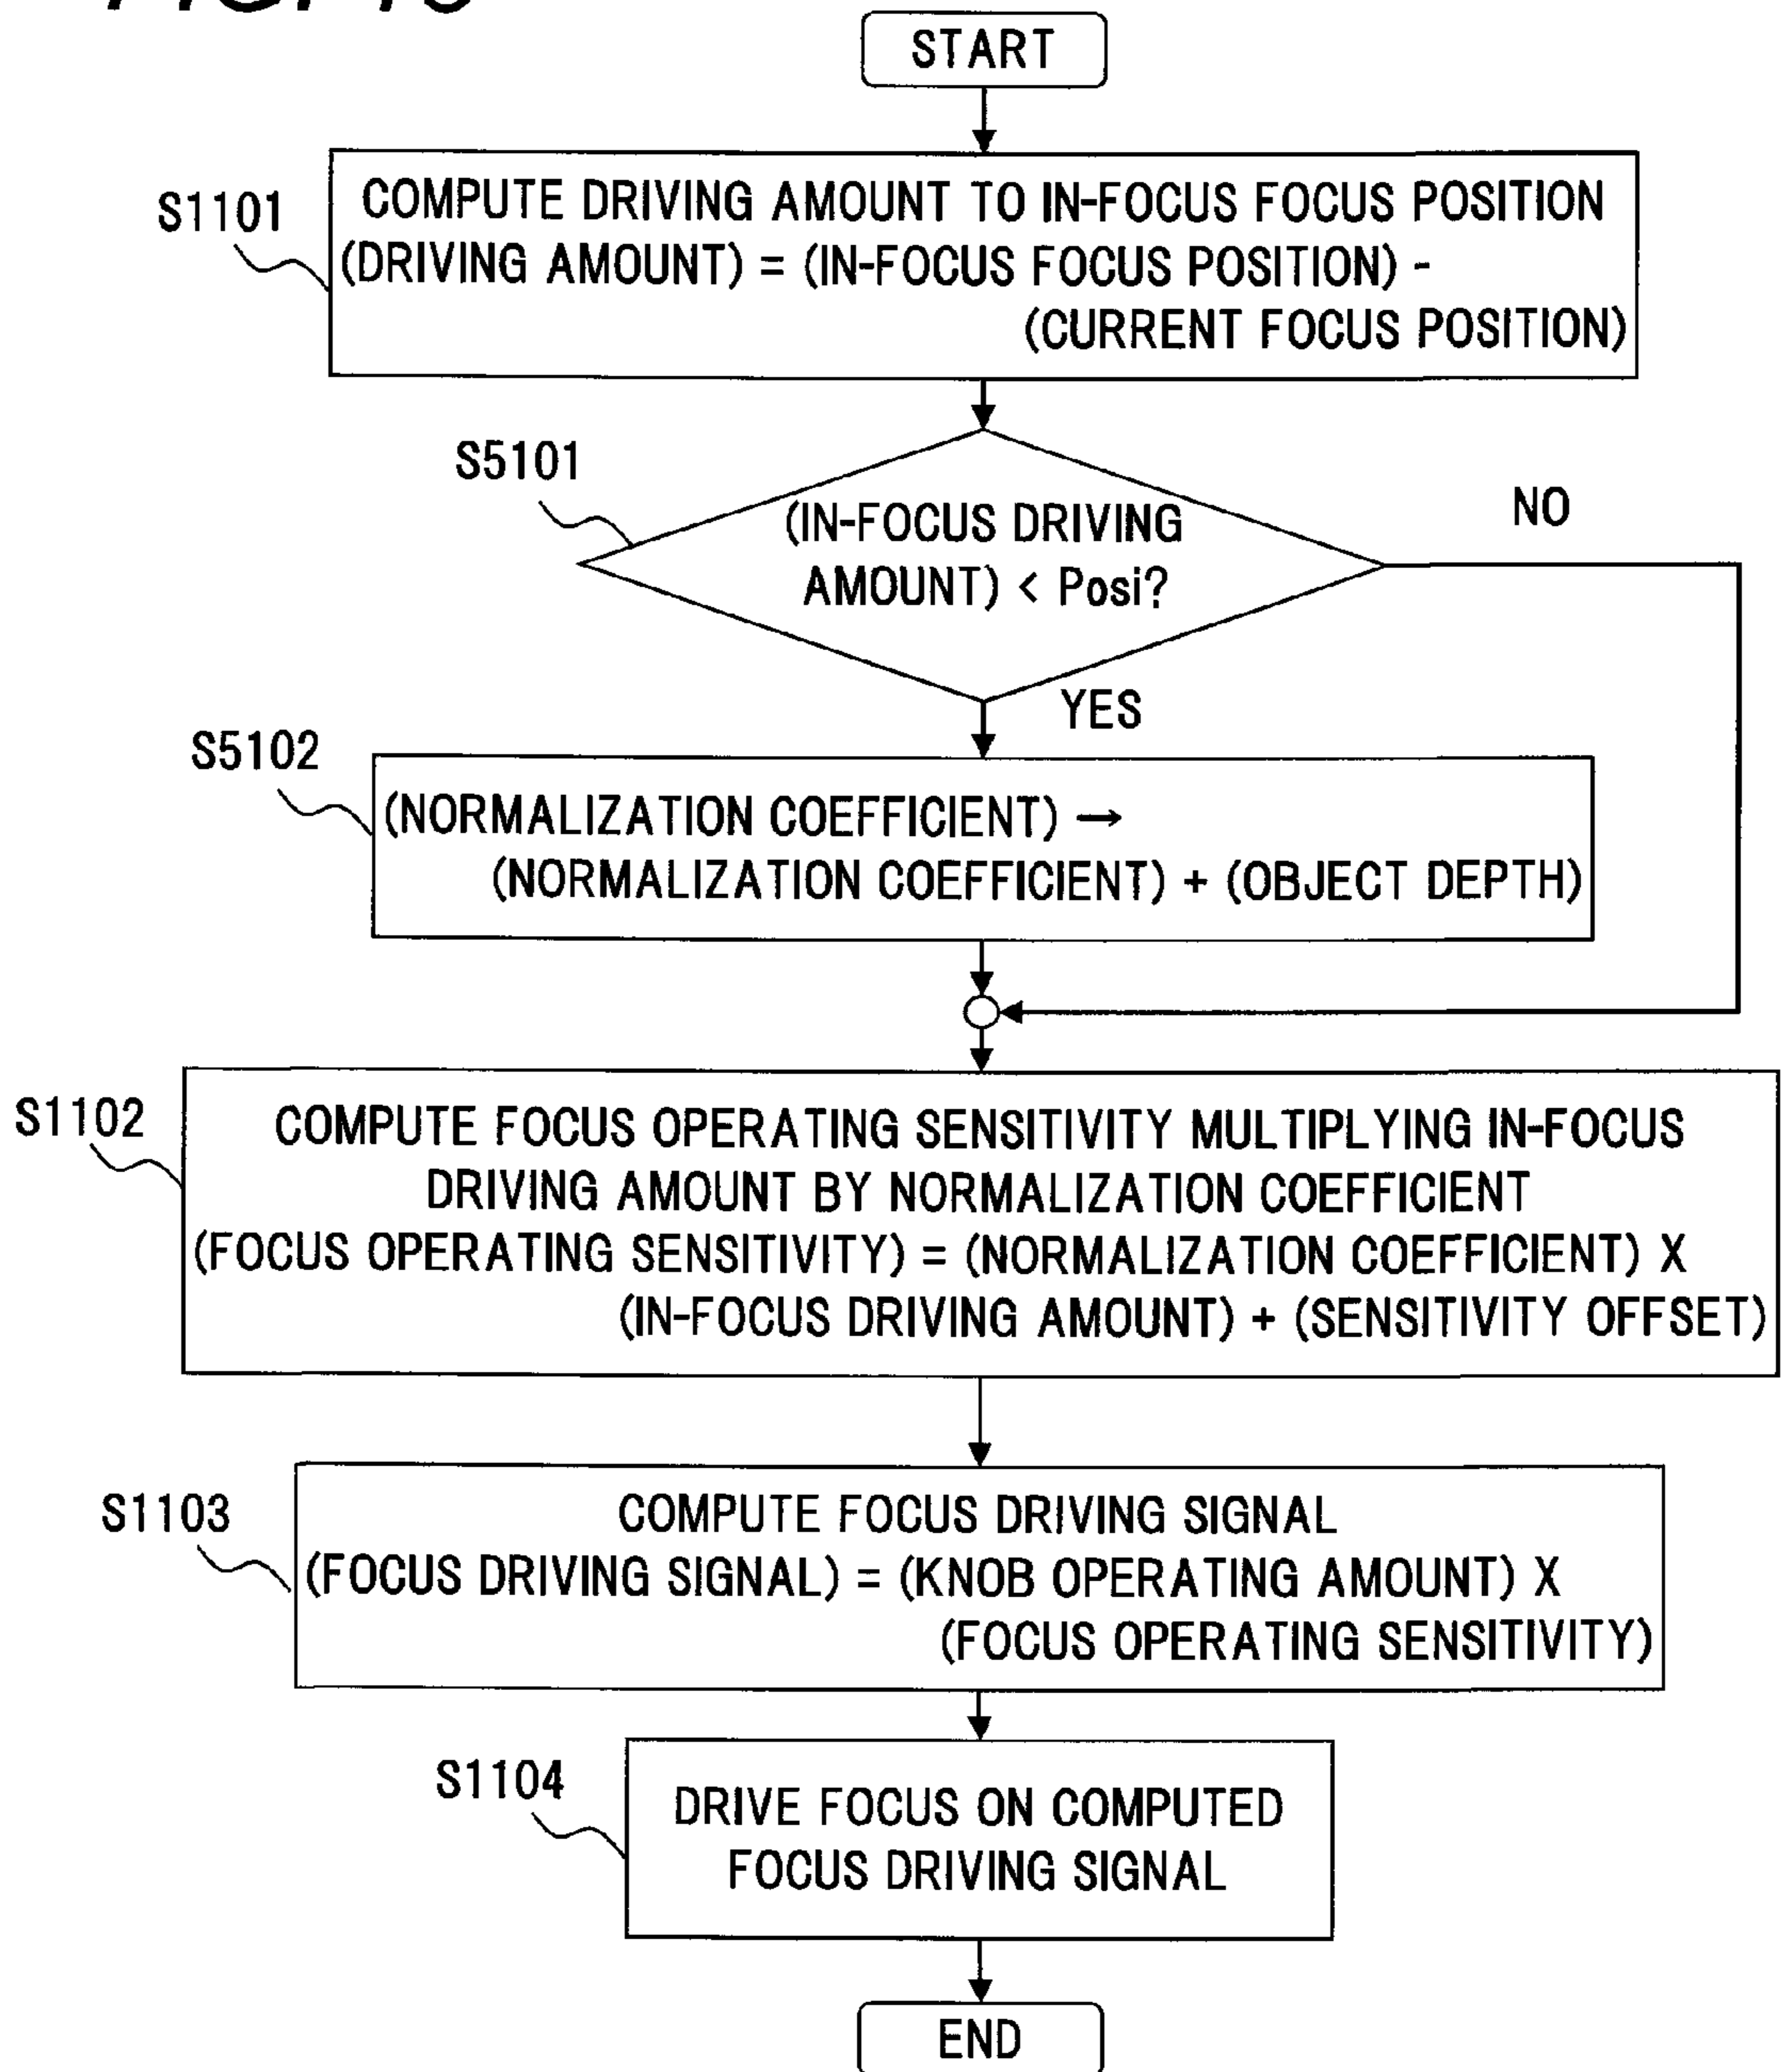 START
S1101
COMPUTE DRIVING AMOUNT TO IN-FOCUS FOCUS POSITION
(DRIVING AMOUNT) = (IN-FOCUS FOCUS POSITION) -
(CURRENT FOCUS POSITION)
S5101
(IN-FOCUS DRIVING
AMOUNT) < Posi?
NO
YES
S5102
(NORMALIZATION COEFFICIENT) →
(NORMALIZATION COEFFICIENT) + (OBJECT DEPTH)
S1102
COMPUTE FOCUS OPERATING SENSITIVITY MULTIPLYING IN-FOCUS
DRIVING AMOUNT BY NORMALIZATION COEFFICIENT
(FOCUS OPERATING SENSITIVITY) = (NORMALIZATION COEFFICIENT) X
(IN-FOCUS DRIVING AMOUNT) + (SENSITIVITY OFFSET)
S1103
COMPUTE FOCUS DRIVING SIGNAL
(FOCUS DRIVING SIGNAL) = (KNOB OPERATING AMOUNT) X
(FOCUS OPERATING SENSITIVITY)
S1104
DRIVE FOCUS ON COMPUTED
FOCUS DRIVING SIGNAL
END